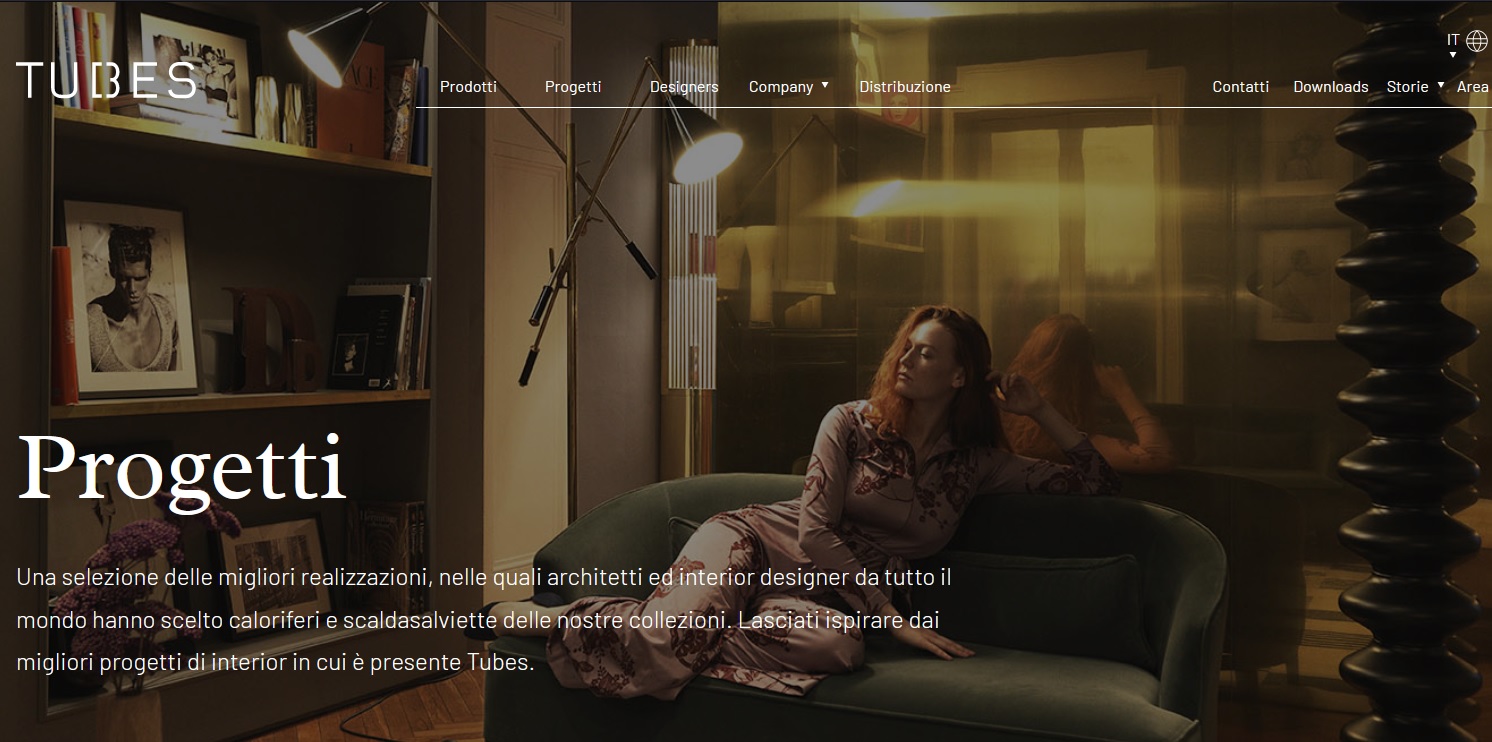 IT
TUBES
Prodotti Progetti Designers Company Distribuzione Contatti Downloads Storie Area
Progetti
Una selezione delle migliori realizzazioni, nelle quali architetti ed interior designer da tutto il
mondo hanno scelto caloriferi e scaldasalviette delle nostre collezioni. Lasciati ispirare dai
migliori progetti di interior in cui è presente Tubes.